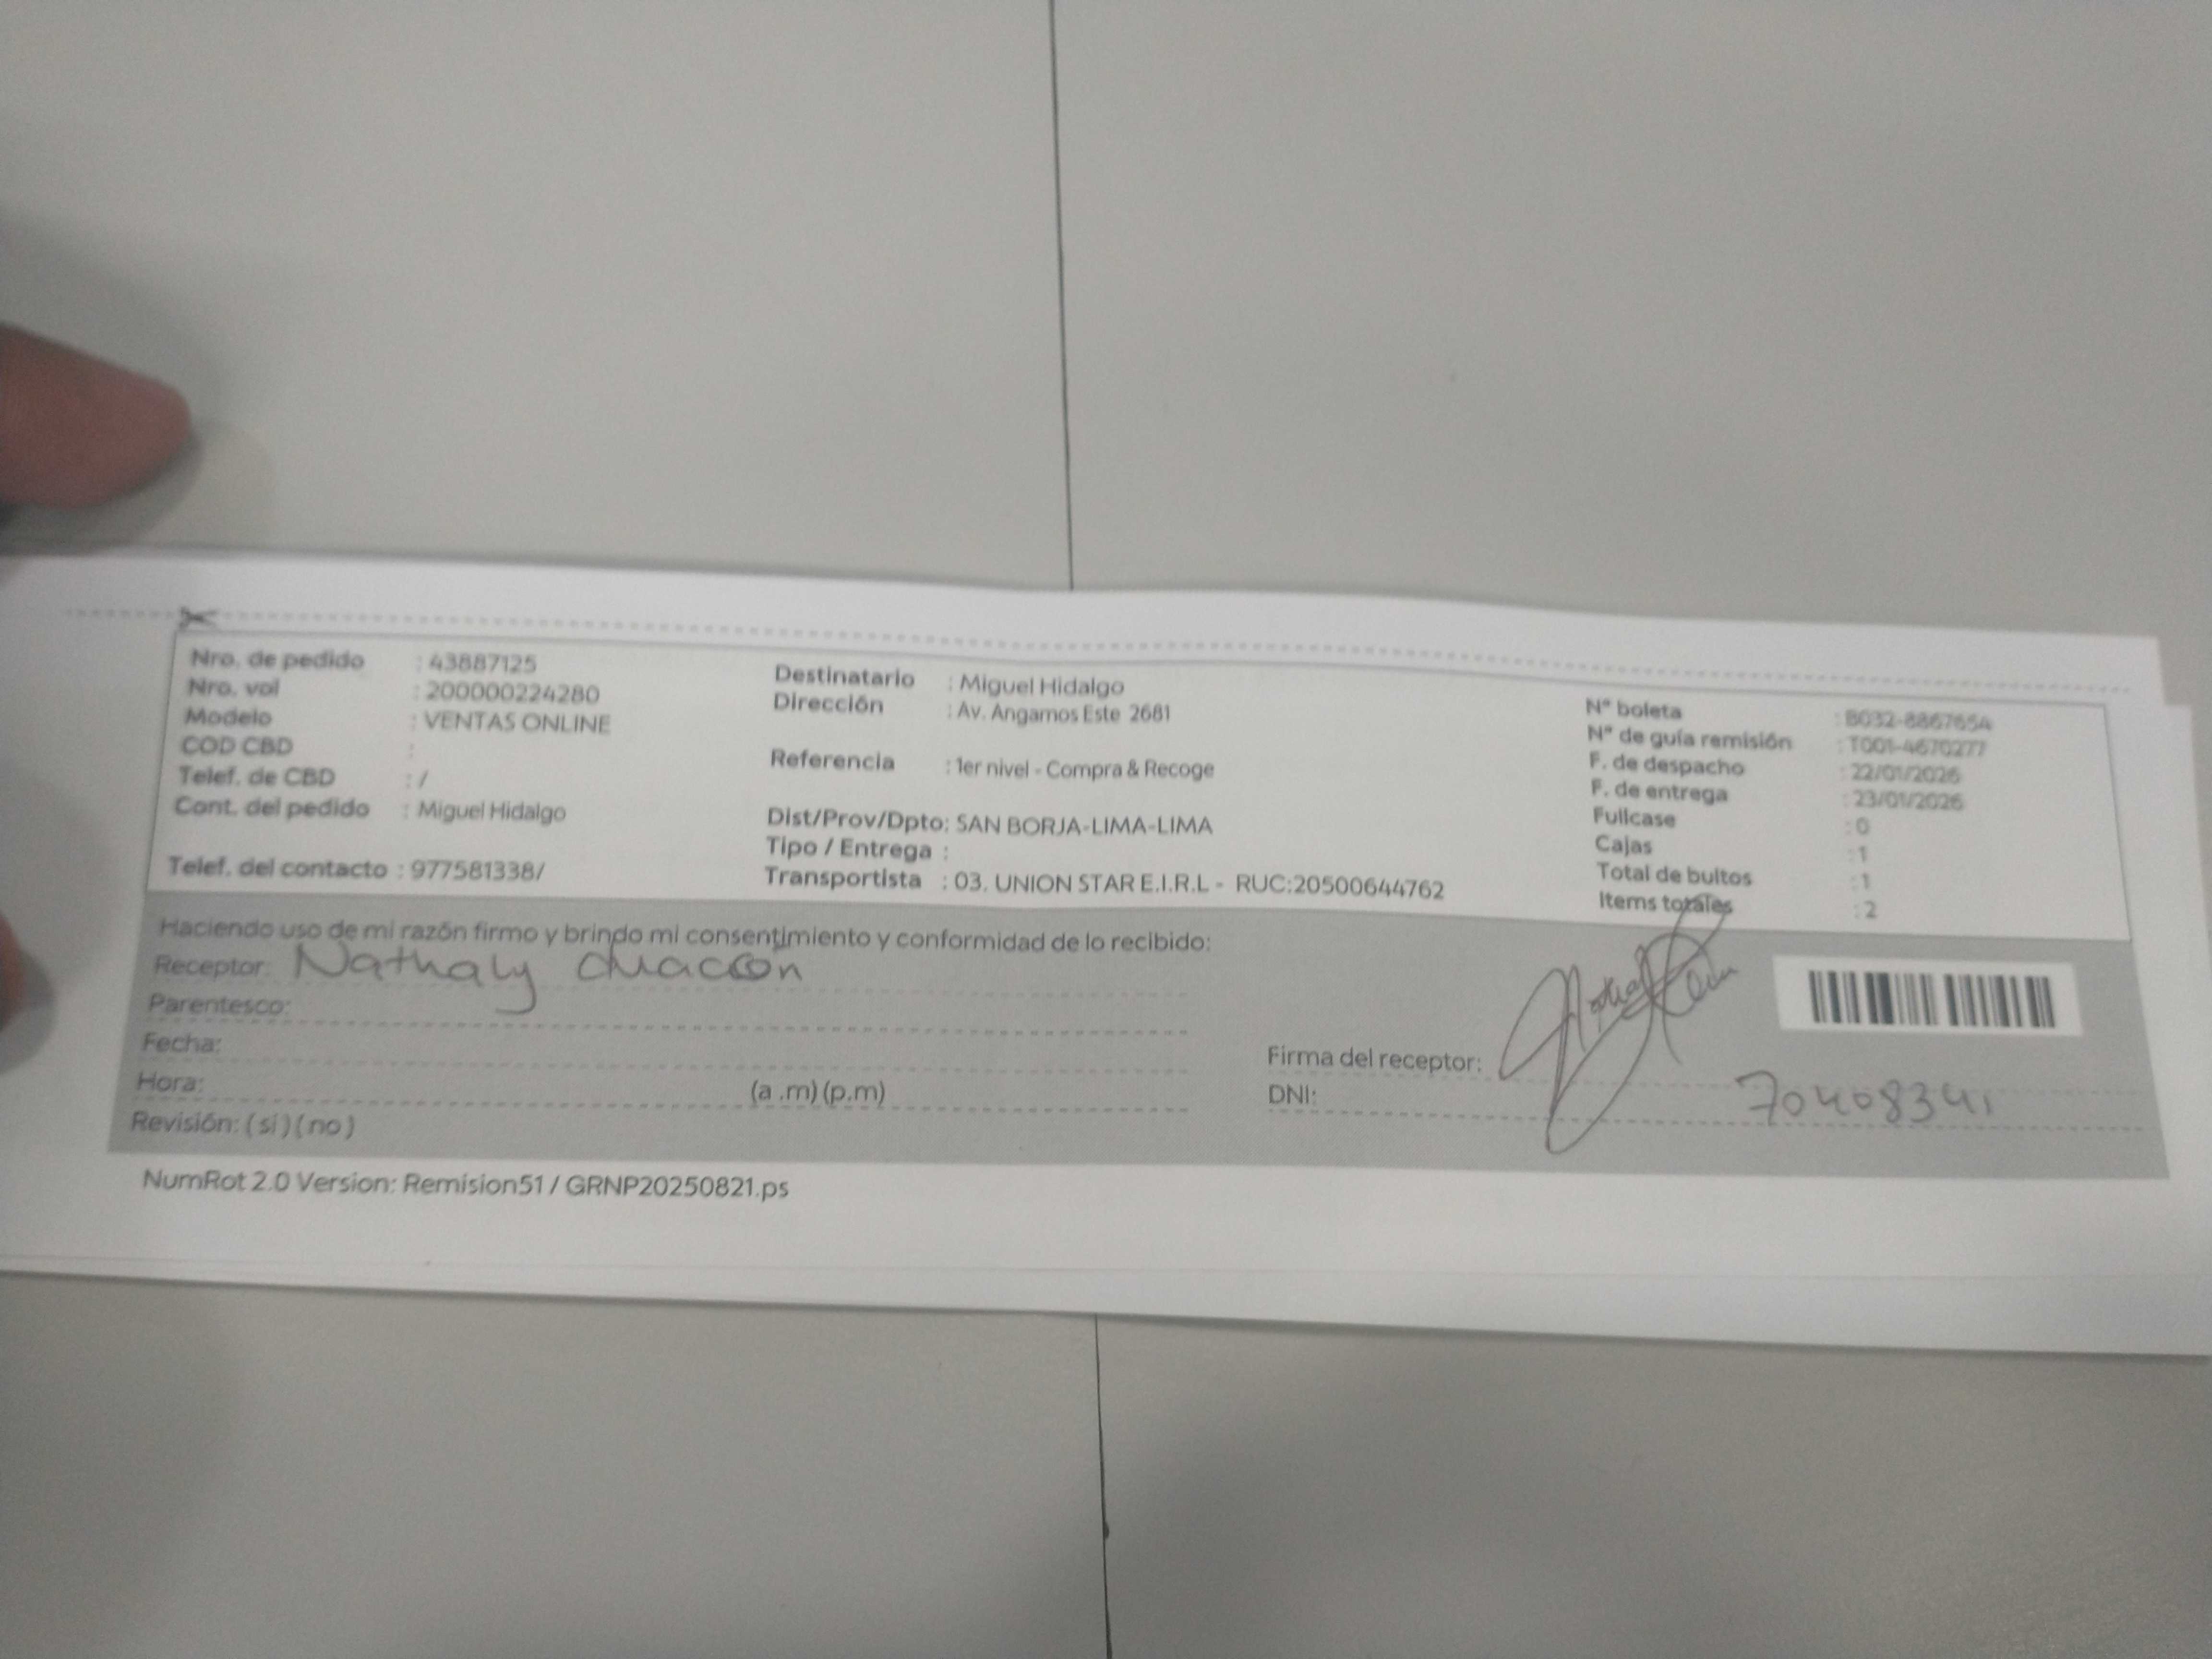 Nro. de pedido : 43887125
Nro. vol : 200000224280
Modelo : VENTAS ONLINE
COD CBD :
Telef. de CBD : /
Cont. del pedido : Miguel Hidalgo
Telef. del contacto : 977581338/
Destinatario : Miguel Hidalgo
Dirección : Av. Angamos Este 2681
Referencia : 1er nivel - Compra & Recoge
Dist/Prov/Dpto: SAN BORJA-LIMA-LIMA
Tipo / Entrega :
Transportista : 03. UNION STAR E.I.R.L - RUC:20500644762
N° boleta
N° de guía remisión : T001-4670277
F. de despacho : 22/01/2026
F. de entrega : 23/01/2026
Fullcase : 0
Cajas : 1
Total de bultos : 1
Items totales : 2
Haciendo uso de mi razón firmo y brindo mi consentimiento y conformidad de lo recibido:
Receptor: Nathaly Chacon
Parentesco:
Fecha:
Hora: (a .m) (p.m)
Revisión: ( si ) ( no )
Firma del receptor:
DNI: 70408341
NumRot 2.0 Version: Remision51 / GRNP20250821.ps